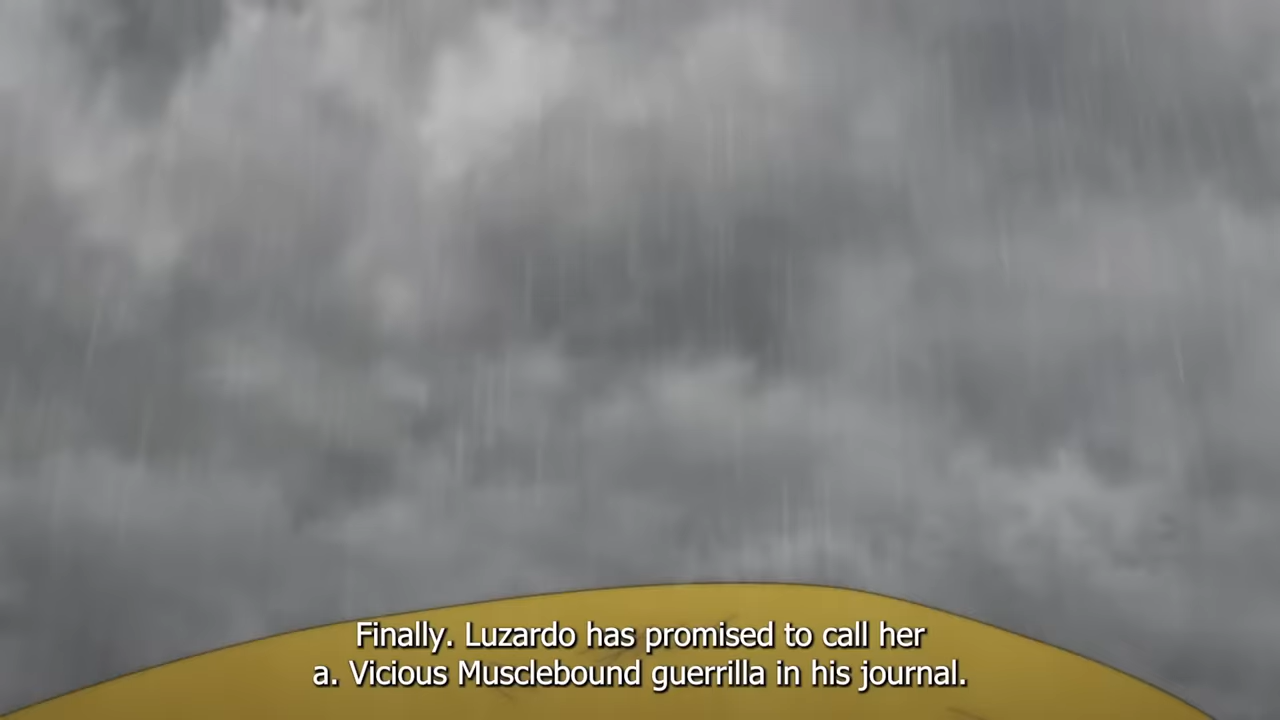 Finally. Luzardo has promised to call her
a. Vicious Musclebound guerrilla in his journal.